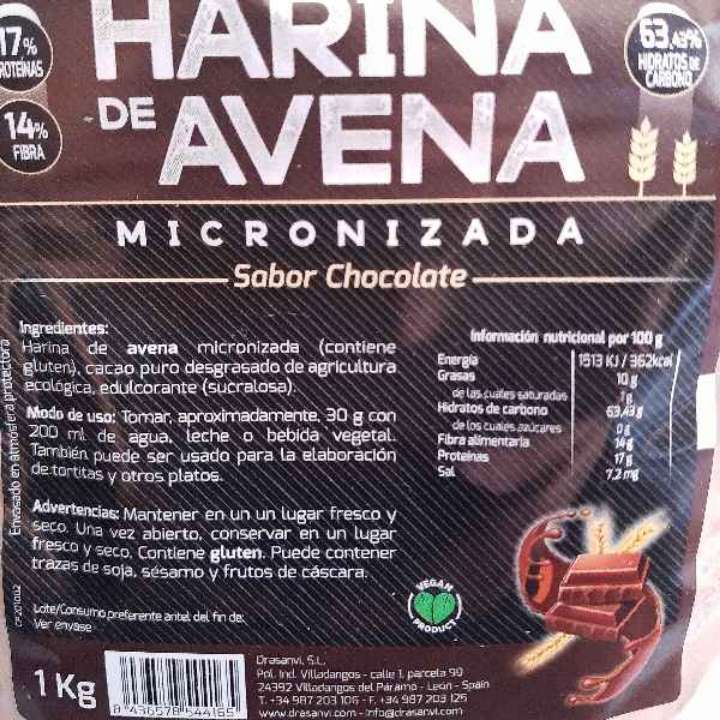 17%
PROTEÍNAS
14%
FIBRA
HARINA
DE AVENA
63,43%
HIDRATOS DE
CARBONO
MICRONIZADA
Sabor Chocolate
Ingredientes:
Harina de avena micronizada (contiene
gluten), cacao puro desgrasado de agricultura
ecológica, edulcorante (sucralosa).
Modo de uso: Tomar, aproximadamente, 30 g con
200 ml de agua, leche o bebida vegetal.
También puede ser usado para la elaboración
de tortitas y otros platos.
Advertencias: Mantener en un un lugar fresco y
seco. Una vez abierto, conservar en un lugar
fresco y seco. Contiene gluten. Puede contener
trazas de soja, sésamo y frutos de cáscara.
Lote/Consumo preferente antel del fin de:
Ver envase
Envasado en atmósfera protectora
Información nutricional por 100 g
Energía 1513 KJ / 362kcal
Grasas 10 g
de las cuales saturadas 1g
Hidratos de carbono 63,43 g
de los cuales azúcares 0g
Fibra alimentaria 14g
Proteínas 17 g
Sal 7,2 mg
VEGAN
PRODUCT
1 Kg
8 436578 544165
Drasanvi, S.L.
Pol. Ind. Villadangos - calle 1, parcela 90
24392 Villadangos del Páramo - León - Spain
T. +34 987 203 106 - F. +34 987 203 125
www.drasanvi.com - info@drasanvi.com